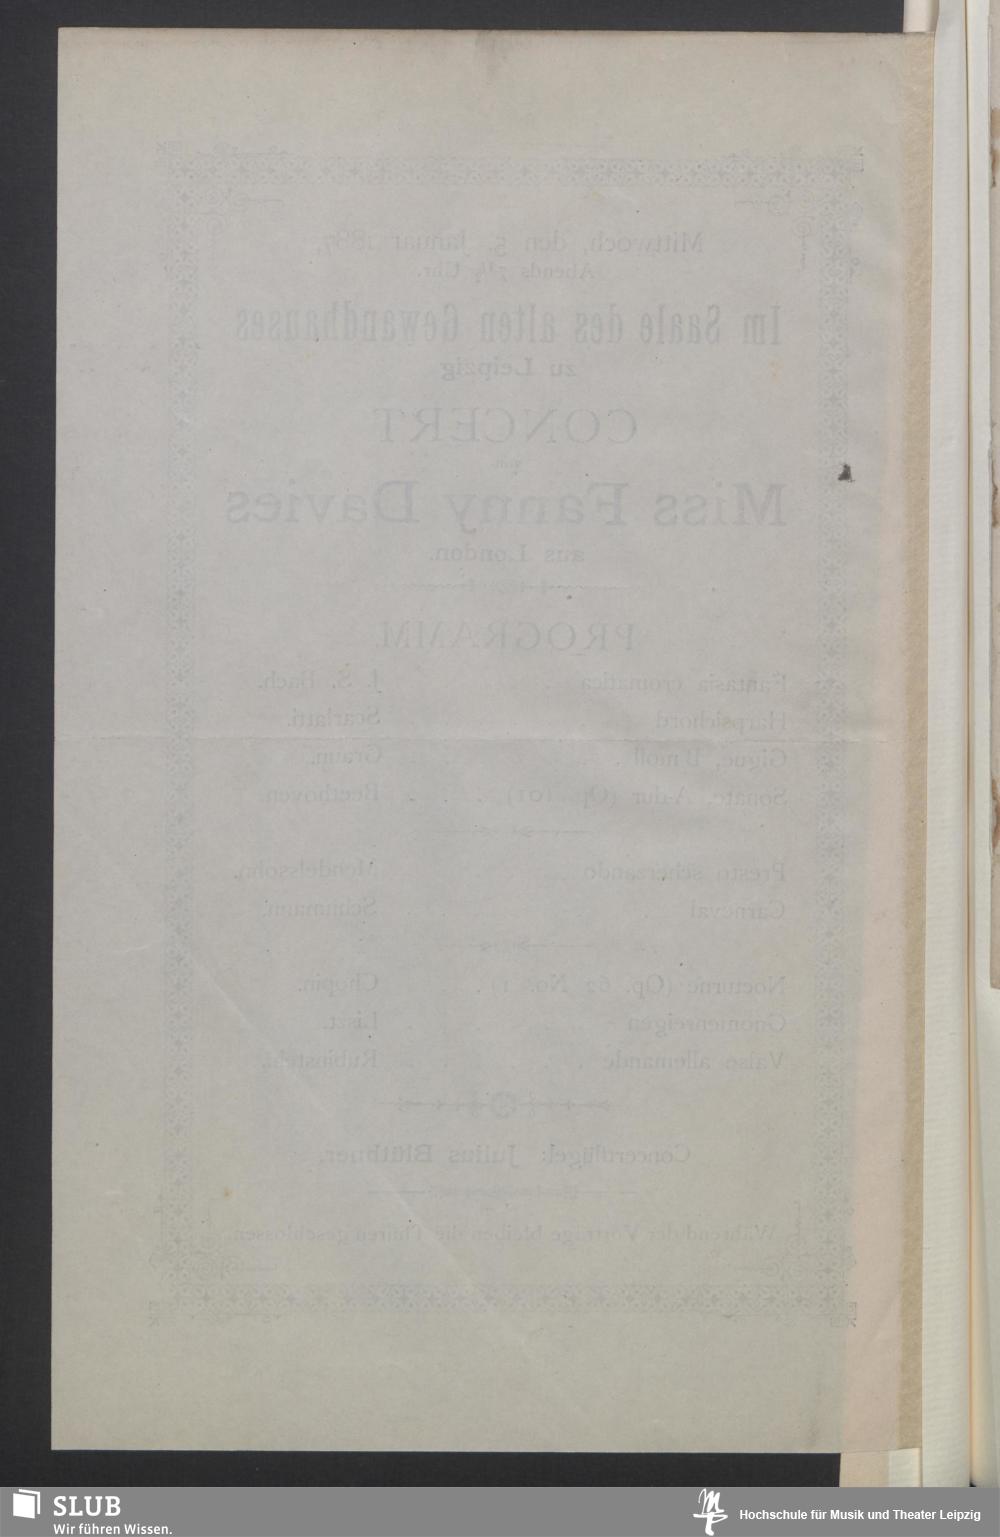 Mittwoch, den 5. Januar 1887,
Abends 7¼ Uhr.
Im Saale des alten Gewandhauses
zu Leipzig
CONCERT
von
Miss Fanny Davies
aus London.
PROGRAMM.
Fantasia cromatica . . . . J. S. Bach.
Harpsichord . . . . Scarlatti.
Gigue, B moll . . . . Graun.
Sonate, A-dur (Op. 101) . . . Beethoven.
Presto scherzando . . . . Mendelssohn.
Carneval . . . . Schumann.
Nocturne (Op. 62 No. 1) . . . Chopin.
Gnomenreigen . . . . Liszt.
Valse allemande . . . . Rubinstein.
Concertflügel: Julius Blüthner.
Während der Vorträge bleiben die Thüren geschlossen.
SLUB
Wir führen Wissen.
Hochschule für Musik und Theater Leipzig